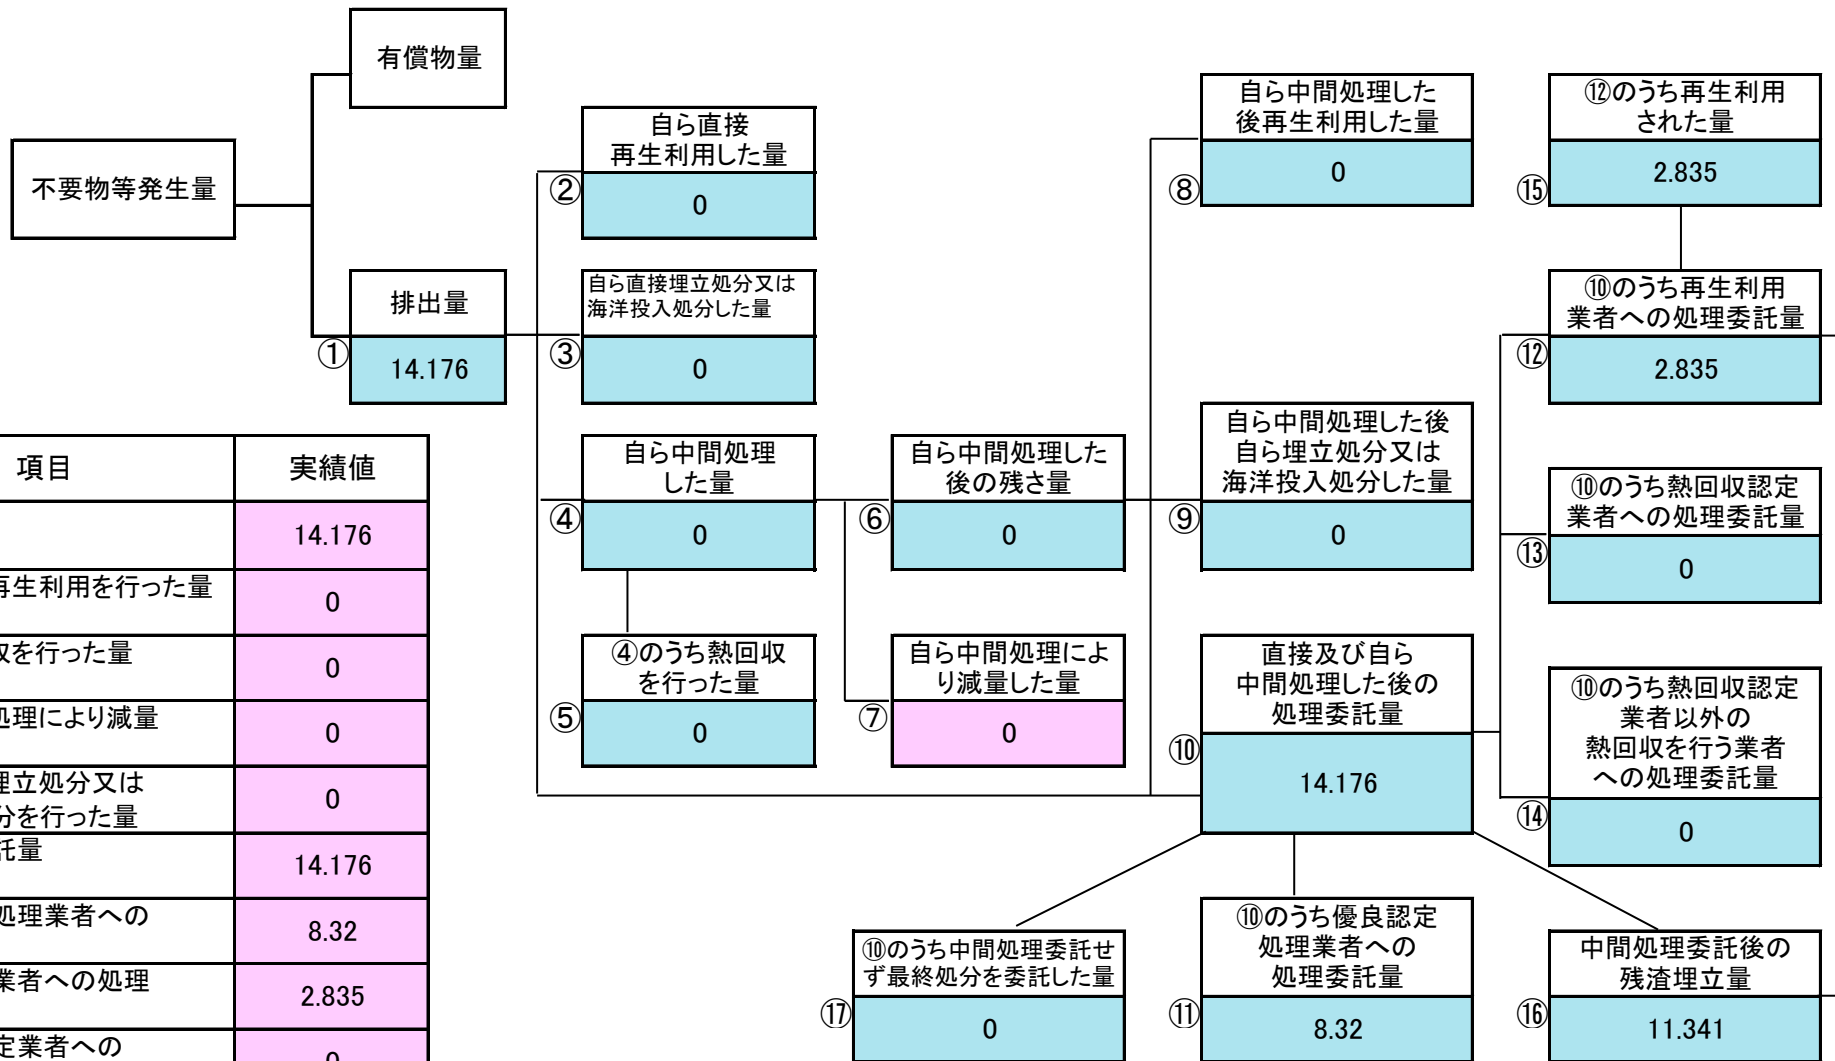 有償物量
不要物等発生量
排出量
①
14.176
自ら直接
再生利用した量
②
0
自ら直接埋立処分又は
海洋投入処分した量
③
0
自ら中間処理
した量
④
0
④のうち熱回収
を行った量
⑤
0
自ら中間処理した
後の残さ量
⑥
0
自ら中間処理によ
り減量した量
⑦
0
自ら中間処理した
後再生利用した量
⑧
0
自ら中間処理した後
自ら埋立処分又は
海洋投入処分した量
⑨
0
直接及び自ら
中間処理した後の
処理委託量
⑩
14.176
⑩のうち優良認定
処理業者への
処理委託量
⑪
8.32
⑫のうち再生利用
された量
⑮
2.835
⑩のうち再生利用
業者への処理委託量
⑫
2.835
⑩のうち熱回収認定
業者への処理委託量
⑬
0
⑩のうち熱回収認定
業者以外の
熱回収を行う業者
への処理委託量
⑭
0
中間処理委託後の
残渣埋立量
⑯
11.341
⑩のうち中間処理委託せ
ず最終処分を委託した量
⑰
0
項目 実績値
14.176
再生利用を行った量 0
を行った量 0
処理により減量 0
埋立処分又は
分を行った量 0
託量 14.176
処理業者への 8.32
業者への処理 2.835
定業者への 0